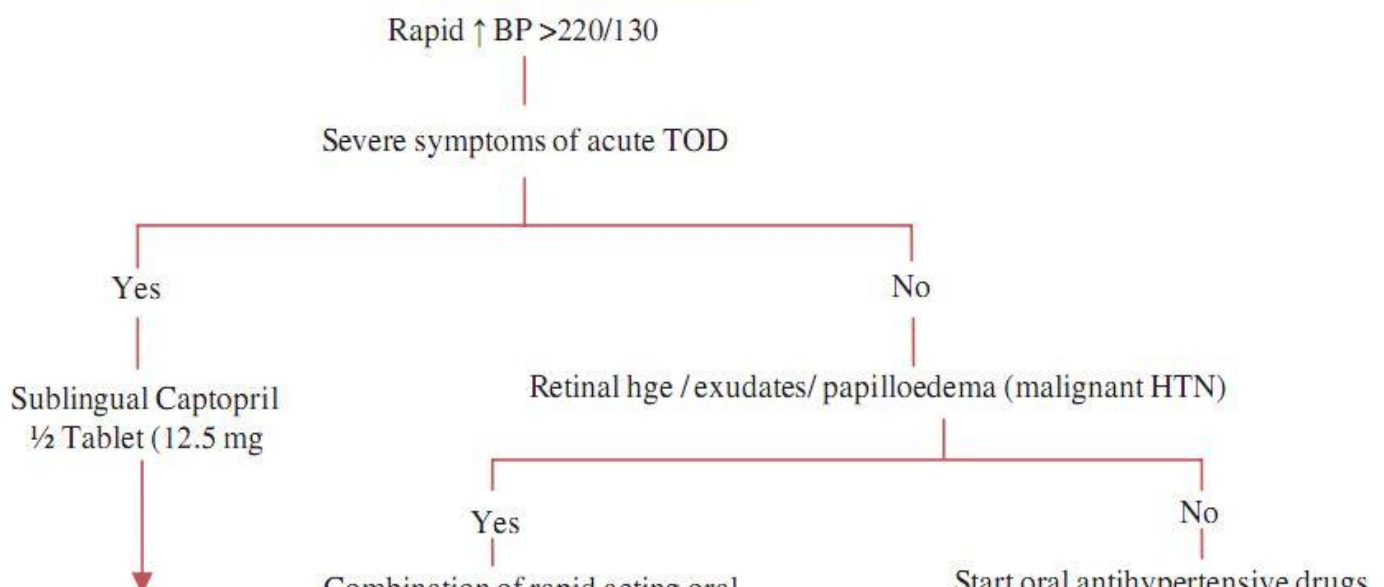 Rapid ↑ BP >220/130
Severe symptoms of acute TOD
Yes
No
Sublingual Captopril
½ Tablet (12.5 mg
Retinal hge / exudates/ papilloedema (malignant HTN)
Yes
No
Combination of rapid acting oral
Start oral antihypertensive drugs